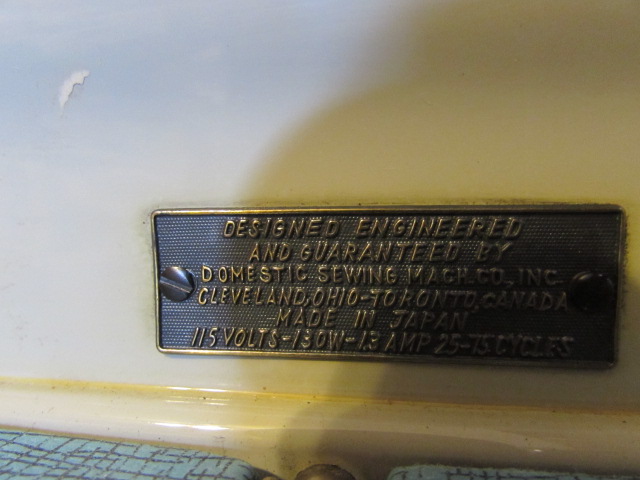 DESIGNED ENGINEERED
AND GUARANTEED BY
DOMESTIC SEWING MACH. CO., INC.
CLEVELAND, OHIO-TORONTO, CANADA
MADE IN JAPAN
115 VOLTS-130W-1.3 AMP 25-75 CYCLES